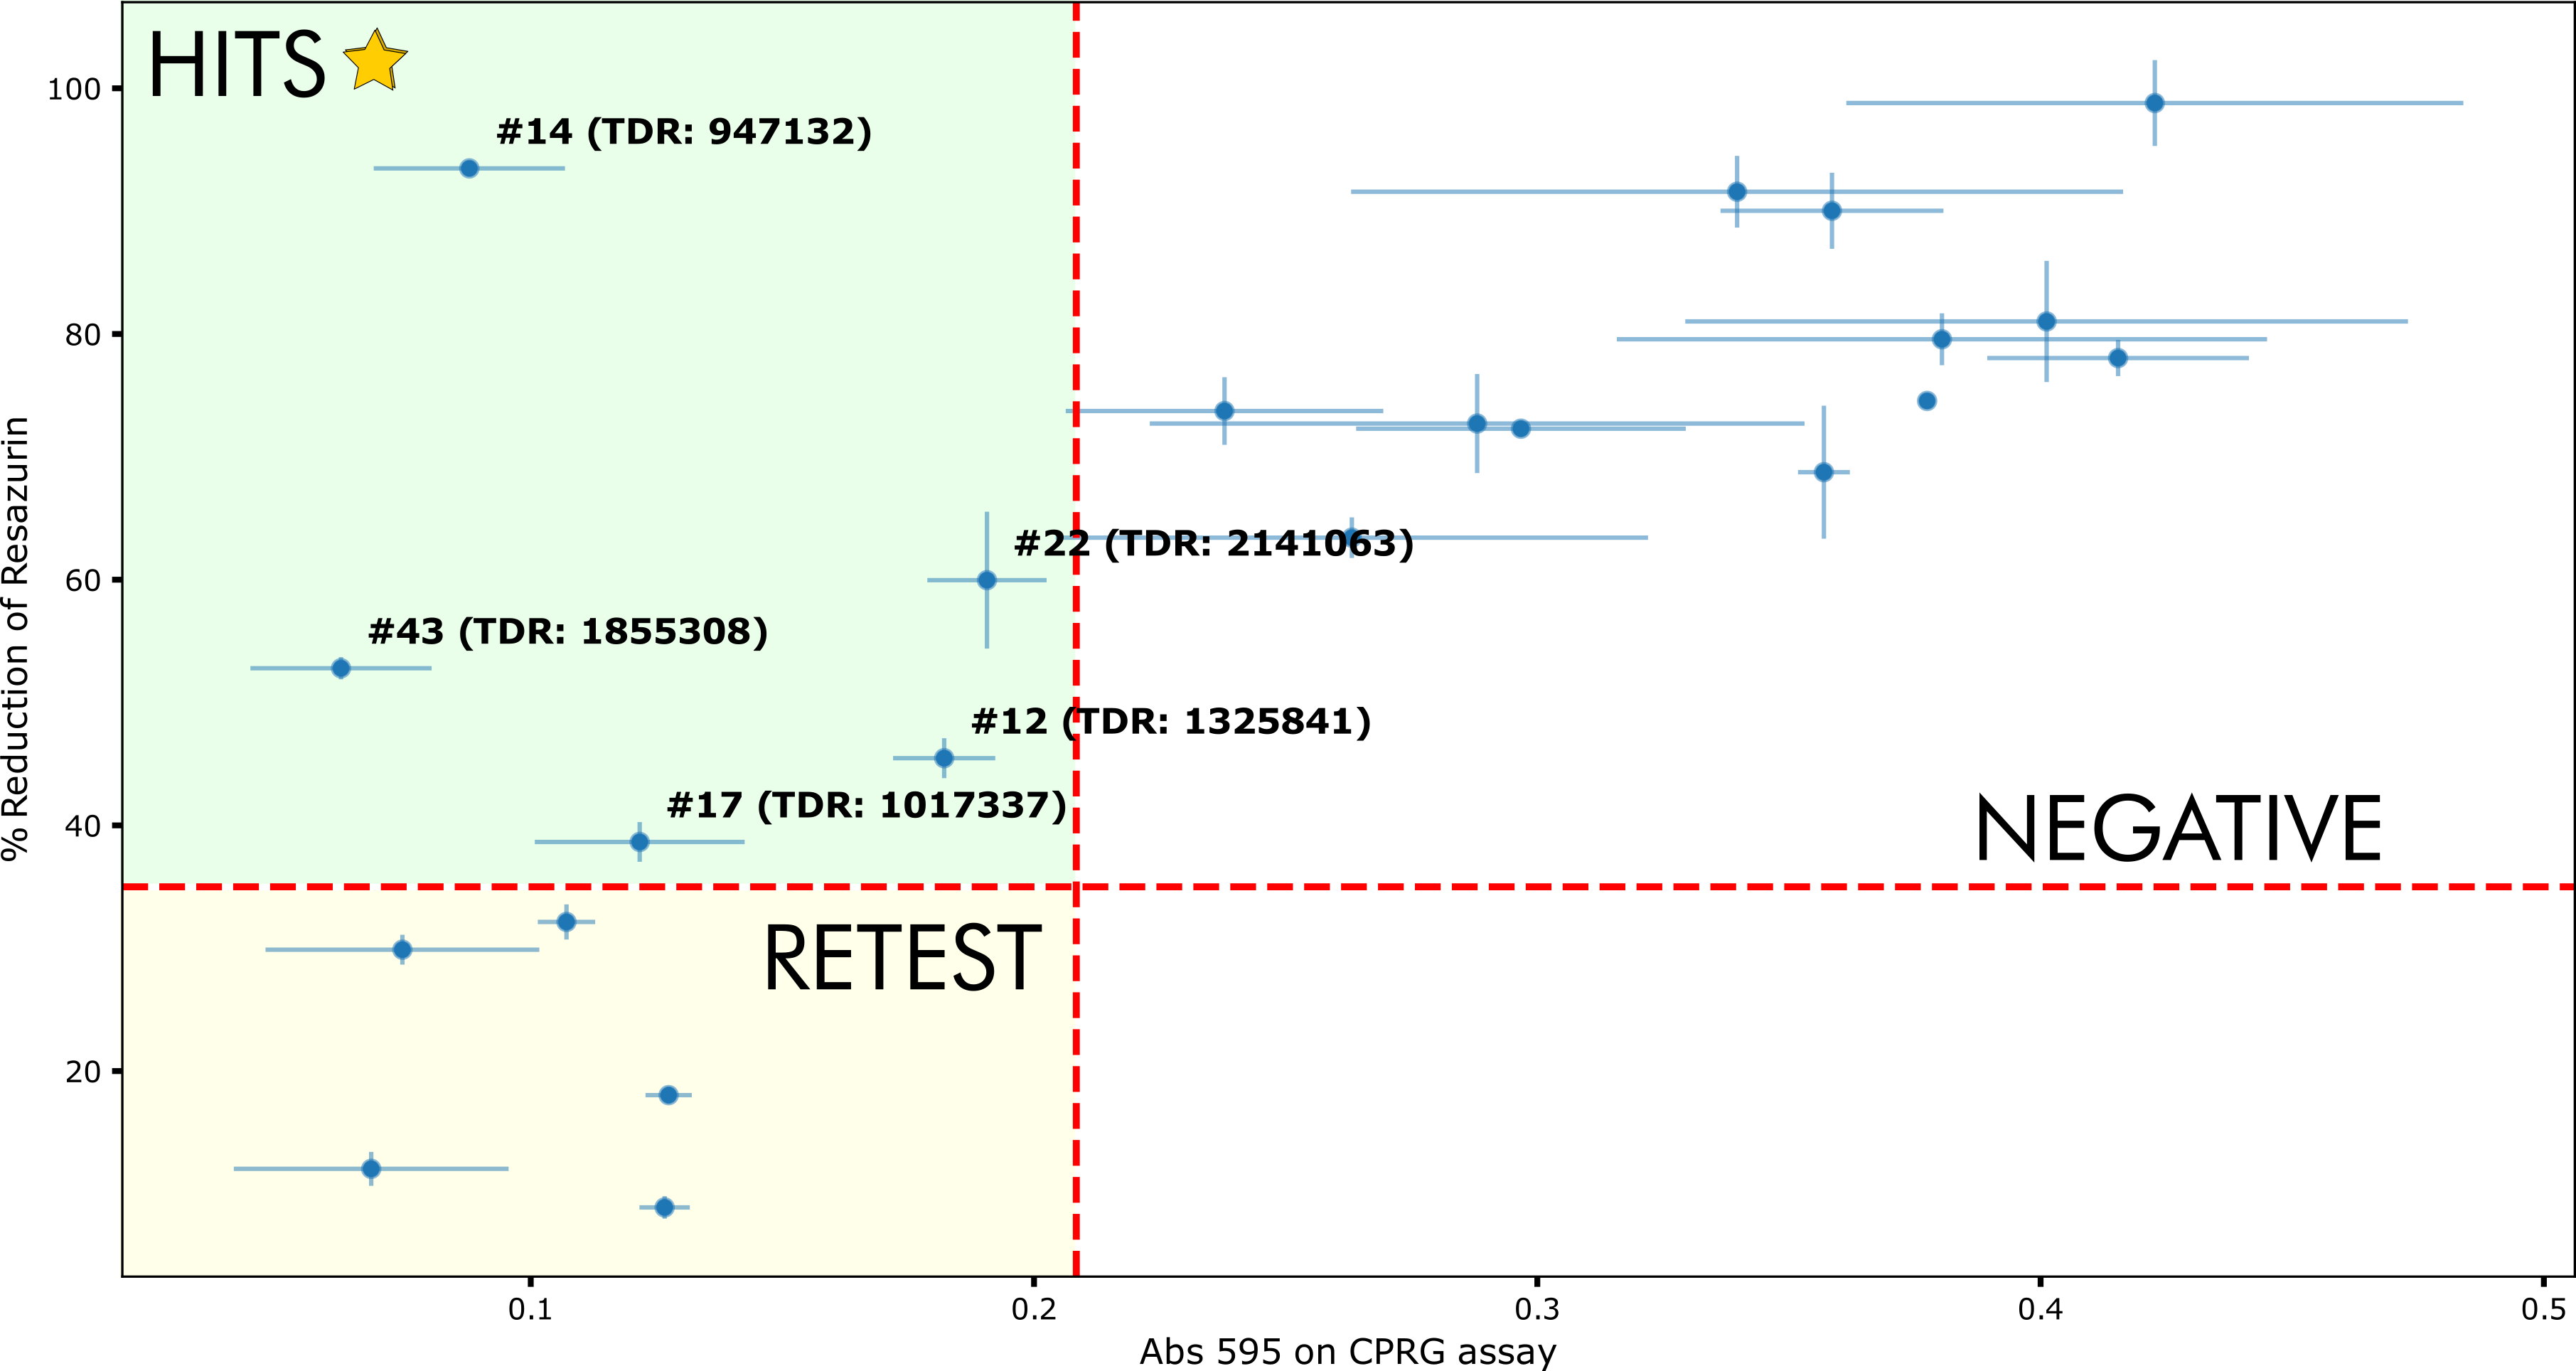 HITS
100
#14 (TDR: 947132)
80
#22 (TDR: 2141063)
60
#43 (TDR: 1855308)
#12 (TDR: 1325841)
#17 (TDR: 1017337)
40
NEGATIVE
RETEST
20
% Reduction of Resazurin
0.1 0.2 0.3 0.4 0.5
Abs 595 on CPRG assay